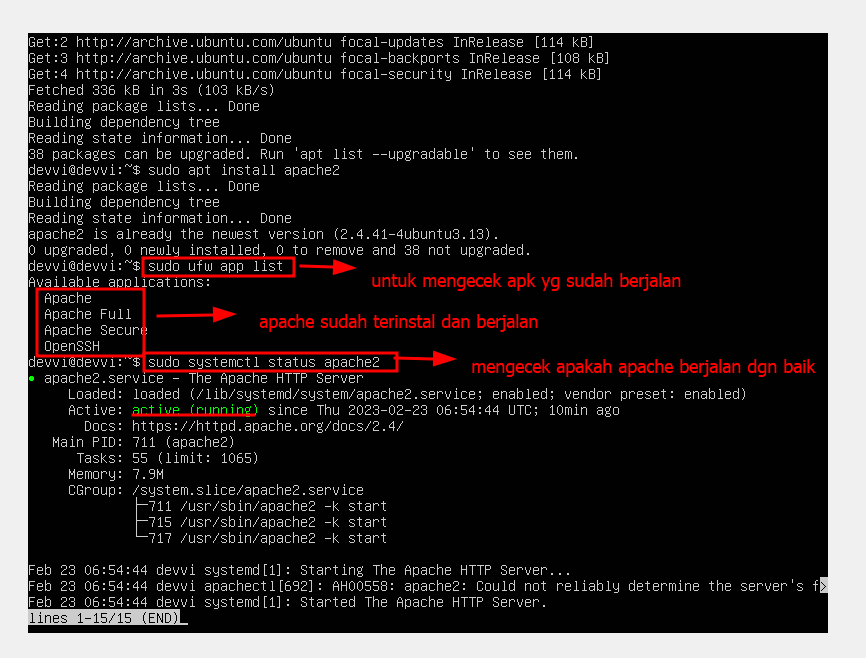 Get:2 http://archive.ubuntu.com/ubuntu focal-updates InRelease [114 kB]
Get:3 http://archive.ubuntu.com/ubuntu focal-backports InRelease [108 kB]
Get:4 http://archive.ubuntu.com/ubuntu focal-security InRelease [114 kB]
Fetched 336 kB in 3s (103 kB/s)
Reading package lists... Done
Building dependency tree
Reading state information... Done
38 packages can be upgraded. Run 'apt list --upgradable' to see them.
devvi@devvi:~$ sudo apt install apache2
Reading package lists... Done
Building dependency tree
Reading state information... Done
apache2 is already the newest version (2.4.41-4ubuntu3.13).
0 upgraded, 0 newly installed, 0 to remove and 38 not upgraded.
devvi@devvi:~$ sudo ufw app list
untuk mengecek apk yg sudah berjalan
Available applications:
Apache
Apache Full
apache sudah terinstal dan berjalan
Apache Secure
OpenSSH
devvi@devvi:~$ sudo systemctl status apache2
mengecek apakah apache berjalan dgn baik
● apache2.service - The Apache HTTP Server
Loaded: loaded (/lib/systemd/system/apache2.service; enabled; vendor preset: enabled)
Active: active (running) since Thu 2023-02-23 06:54:44 UTC; 10min ago
Docs: https://httpd.apache.org/docs/2.4/
Main PID: 711 (apache2)
Tasks: 55 (limit: 1065)
Memory: 7.9M
CGroup: /system.slice/apache2.service
├─711 /usr/sbin/apache2 -k start
├─715 /usr/sbin/apache2 -k start
└─717 /usr/sbin/apache2 -k start
Feb 23 06:54:44 devvi systemd[1]: Starting The Apache HTTP Server...
Feb 23 06:54:44 devvi apachectl[692]: AH00558: apache2: Could not reliably determine the server's f>
Feb 23 06:54:44 devvi systemd[1]: Started The Apache HTTP Server.
lines 1-15/15 (END)